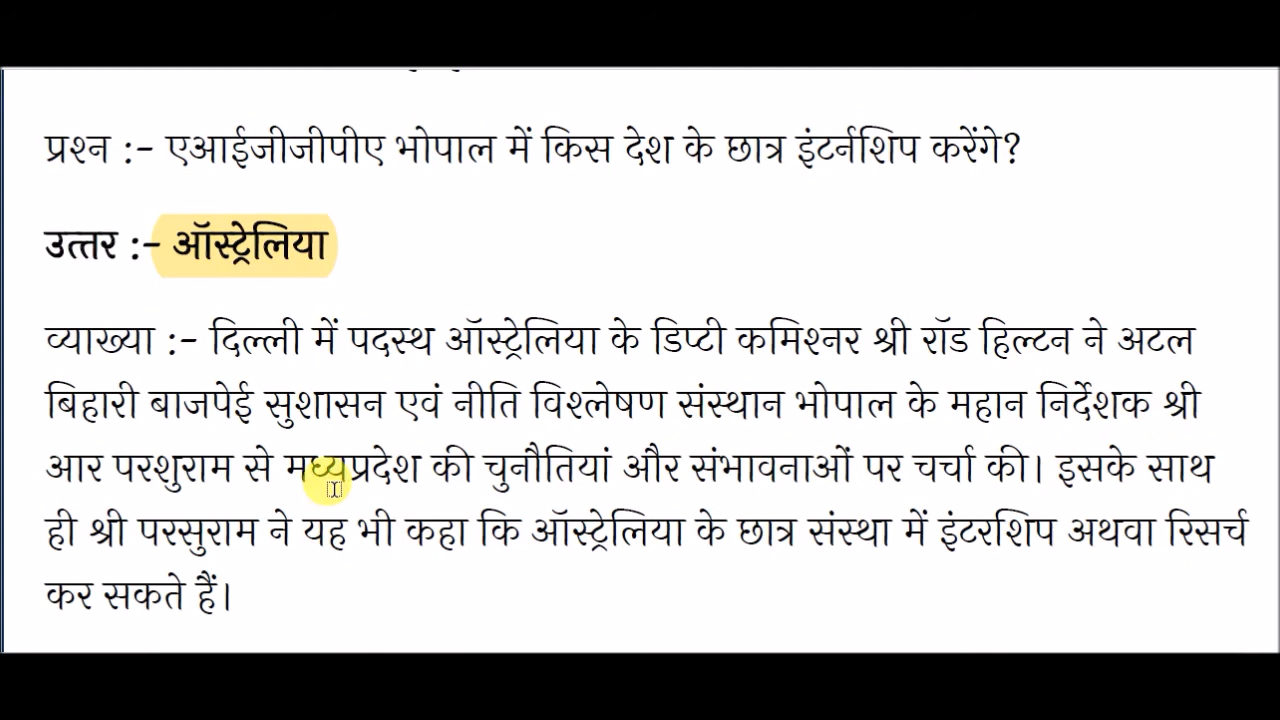 प्रश्न :- एआईजीजीपीए भोपाल में किस देश के छात्र इंटर्नशिप करेंगे?
उत्तर :- ऑस्ट्रेलिया
व्याख्या :- दिल्ली में पदस्थ ऑस्ट्रेलिया के डिप्टी कमिश्नर श्री रॉड हिल्टन ने अटल
बिहारी बाजपेई सुशासन एवं नीति विश्लेषण संस्थान भोपाल के महान निर्देशक श्री
आर परशुराम से मध्यप्रदेश की चुनौतियां और संभावनाओं पर चर्चा की। इसके साथ
ही श्री परसुराम ने यह भी कहा कि ऑस्ट्रेलिया के छात्र संस्था में इंटरशिप अथवा रिसर्च
कर सकते हैं।